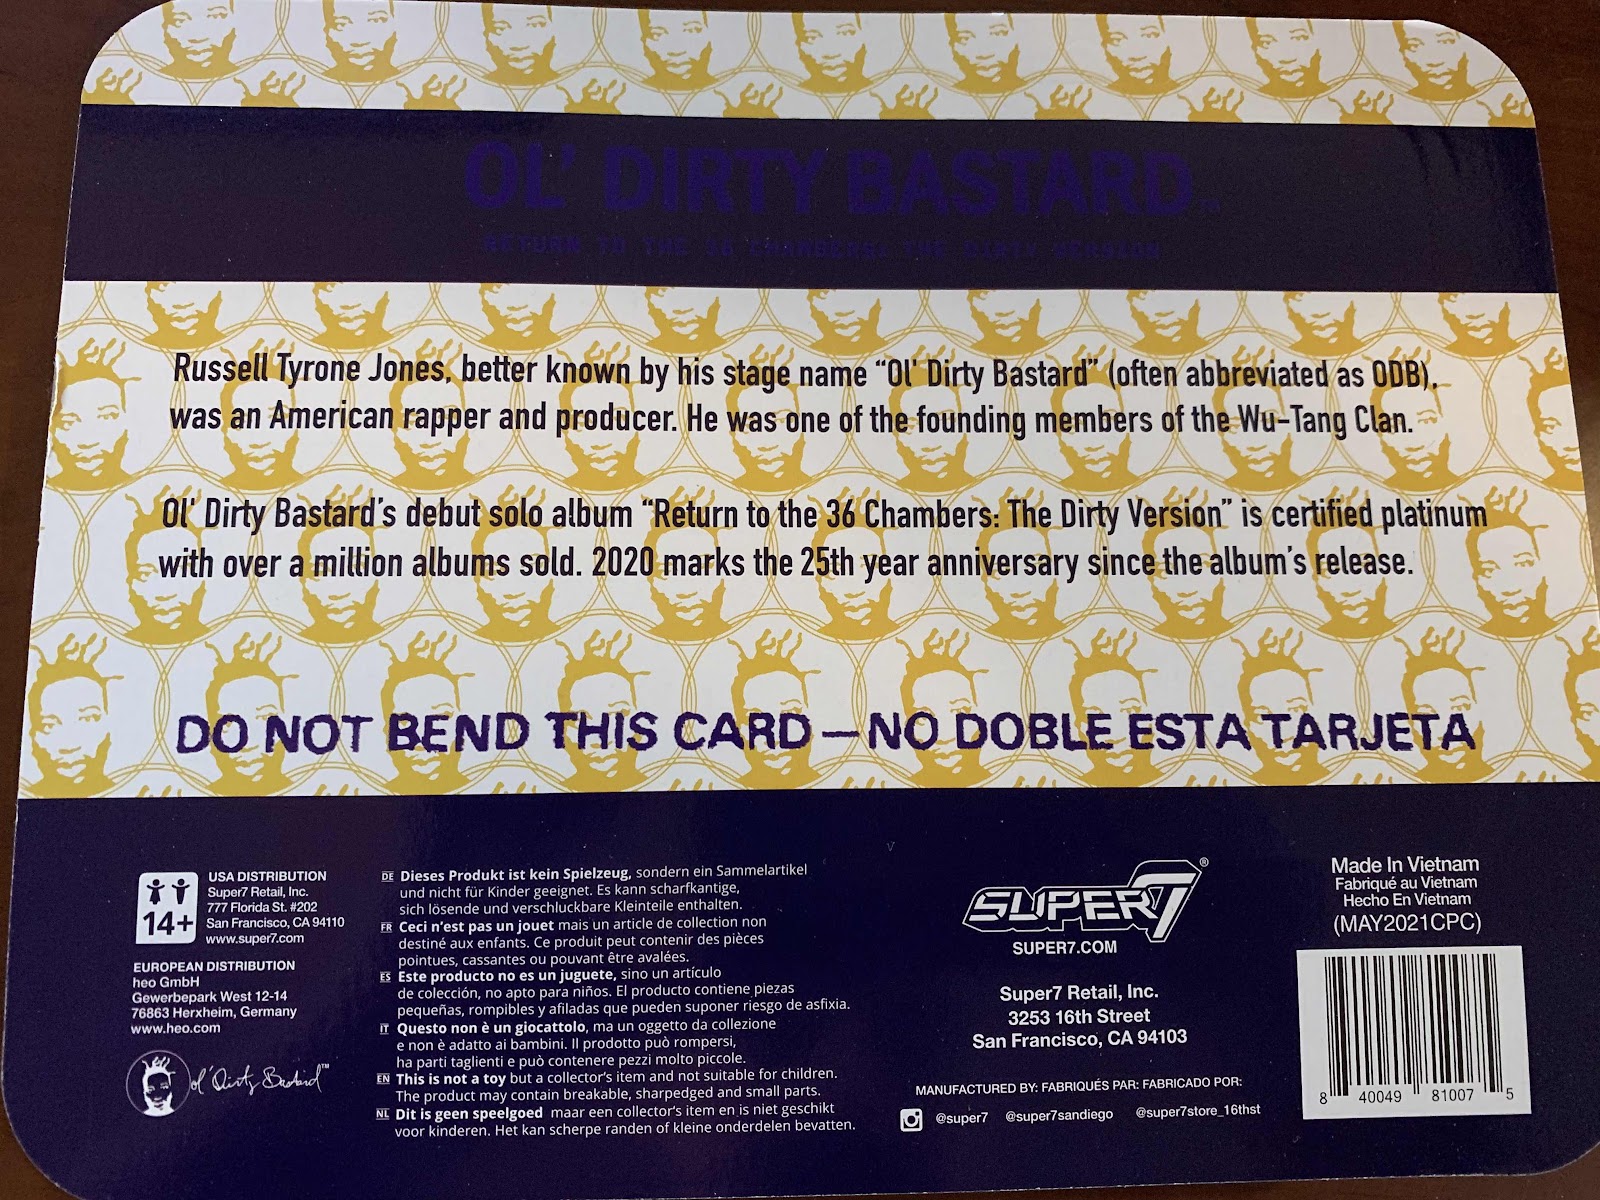 OL' DIRTY BASTARD
RETURN TO THE 36 CHAMBERS: THE DIRTY VERSION
Russell Tyrone Jones, better known by his stage name “Ol' Dirty Bastard” (often abbreviated as ODB),
was an American rapper and producer. He was one of the founding members of the Wu-Tang Clan.
Ol' Dirty Bastard's debut solo album “Return to the 36 Chambers: The Dirty Version” is certified platinum
with over a million albums sold. 2020 marks the 25th year anniversary since the album's release.
DO NOT BEND THIS CARD — NO DOBLE ESTA TARJETA
14+
USA DISTRIBUTION
Super7 Retail, Inc.
777 Florida St. #202
San Francisco, CA 94110
www.super7.com
EUROPEAN DISTRIBUTION
heo GmbH
Gewerbepark West 12-14
76863 Herxheim, Germany
www.heo.com
ol' Dirty Bastard™
DE Dieses Produkt ist kein Spielzeug, sondern ein Sammelartikel
und nicht für Kinder geeignet. Es kann scharfkantige,
sich lösende und verschluckbare Kleinteile enthalten.
FR Ceci n'est pas un jouet mais un article de collection non
destiné aux enfants. Ce produit peut contenir des pièces
pointues, cassantes ou pouvant être avalées.
ES Este producto no es un juguete, sino un artículo
de colección, no apto para niños. El producto contiene piezas
pequeñas, rompibles y afiladas que pueden suponer riesgo de asfixia.
IT Questo non è un giocattolo, ma un oggetto da collezione
e non è adatto ai bambini. Il prodotto può rompersi,
ha parti taglienti e può contenere pezzi molto piccole.
EN This is not a toy but a collector's item and not suitable for children.
The product may contain breakable, sharpedged and small parts.
NL Dit is geen speelgoed maar een collector's item en is niet geschikt
voor kinderen. Het kan scherpe randen of kleine onderdelen bevatten.
SUPER7®
SUPER7.COM
Super7 Retail, Inc.
3253 16th Street
San Francisco, CA 94103
MANUFACTURED BY: FABRIQUÉS PAR: FABRICADO POR:
@super7 @super7sandiego @super7store_16thst
Made In Vietnam
Fabriqué au Vietnam
Hecho En Vietnam
(MAY2021CPC)
8 40049 81007 5